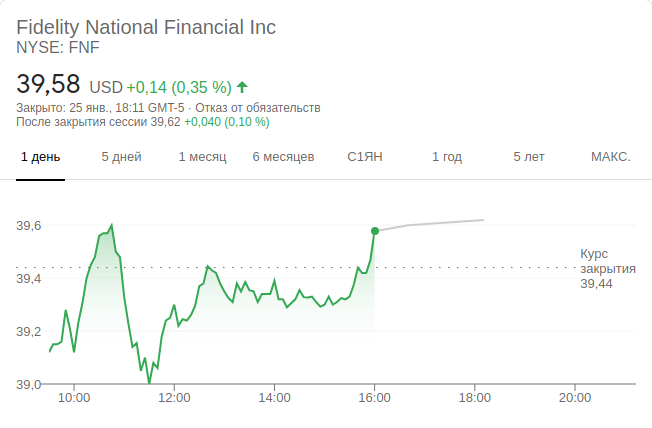 Fidelity National Financial Inc
NYSE: FNF
39,58 USD +0,14 (0,35 %)
Закрыто: 25 янв., 18:11 GMT-5 · Отказ от обязательств
После закрытия сессии 39,62 +0,040 (0,10 %)
1 день 5 дней 1 месяц 6 месяцев С1ЯН 1 год 5 лет МАКС.
39,6
39,4
39,2
39,0
Курс
закрытия
39,44
10:00 12:00 14:00 16:00 18:00 20:00